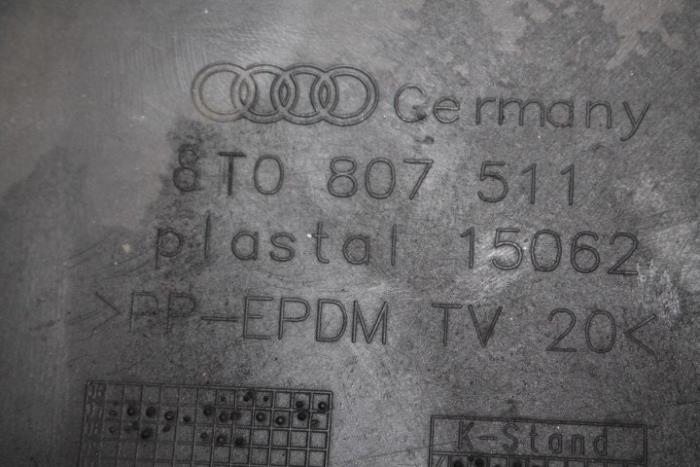 Germany
8T0 807 511
plastal 15062
>PP-EPDM TV 20<
K-Stand